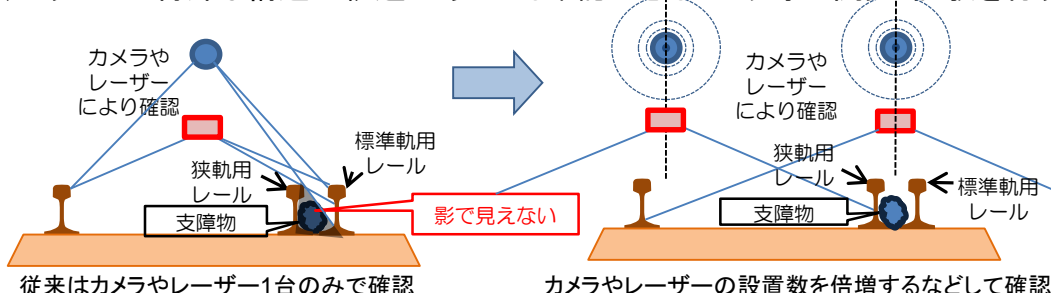 カメラや
レーザー
により確認
標準軌用
レール
狭軌用
レール
支障物
影で見えない
従来はカメラやレーザー1台のみで確認
カメラや
レーザー
により確認
狭軌用
レール
標準軌用
レール
支障物
カメラやレーザーの設置数を倍増するなどして確認